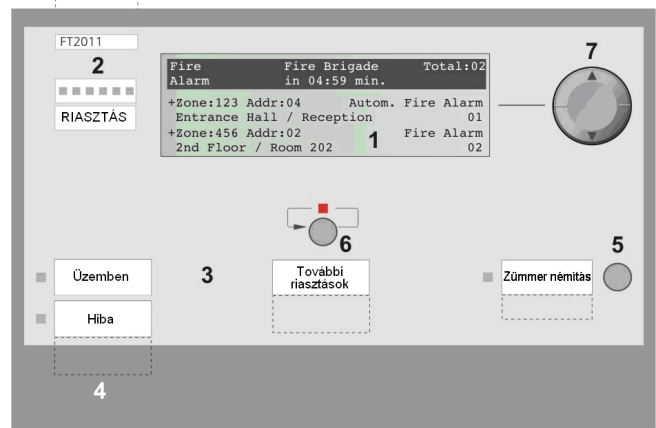 FT2011
2
RIASZTÁS
Fire Fire Brigade Total:02
Alarm in 04:59 min.
+Zone:123 Addr:04 Autom. Fire Alarm
Entrance Hall / Reception 01
+Zone:456 Addr:02 Fire Alarm
2nd Floor / Room 202 02
1
7
6
5
Üzemben
3
További
riasztások
Zümmer némítás
Hiba
4